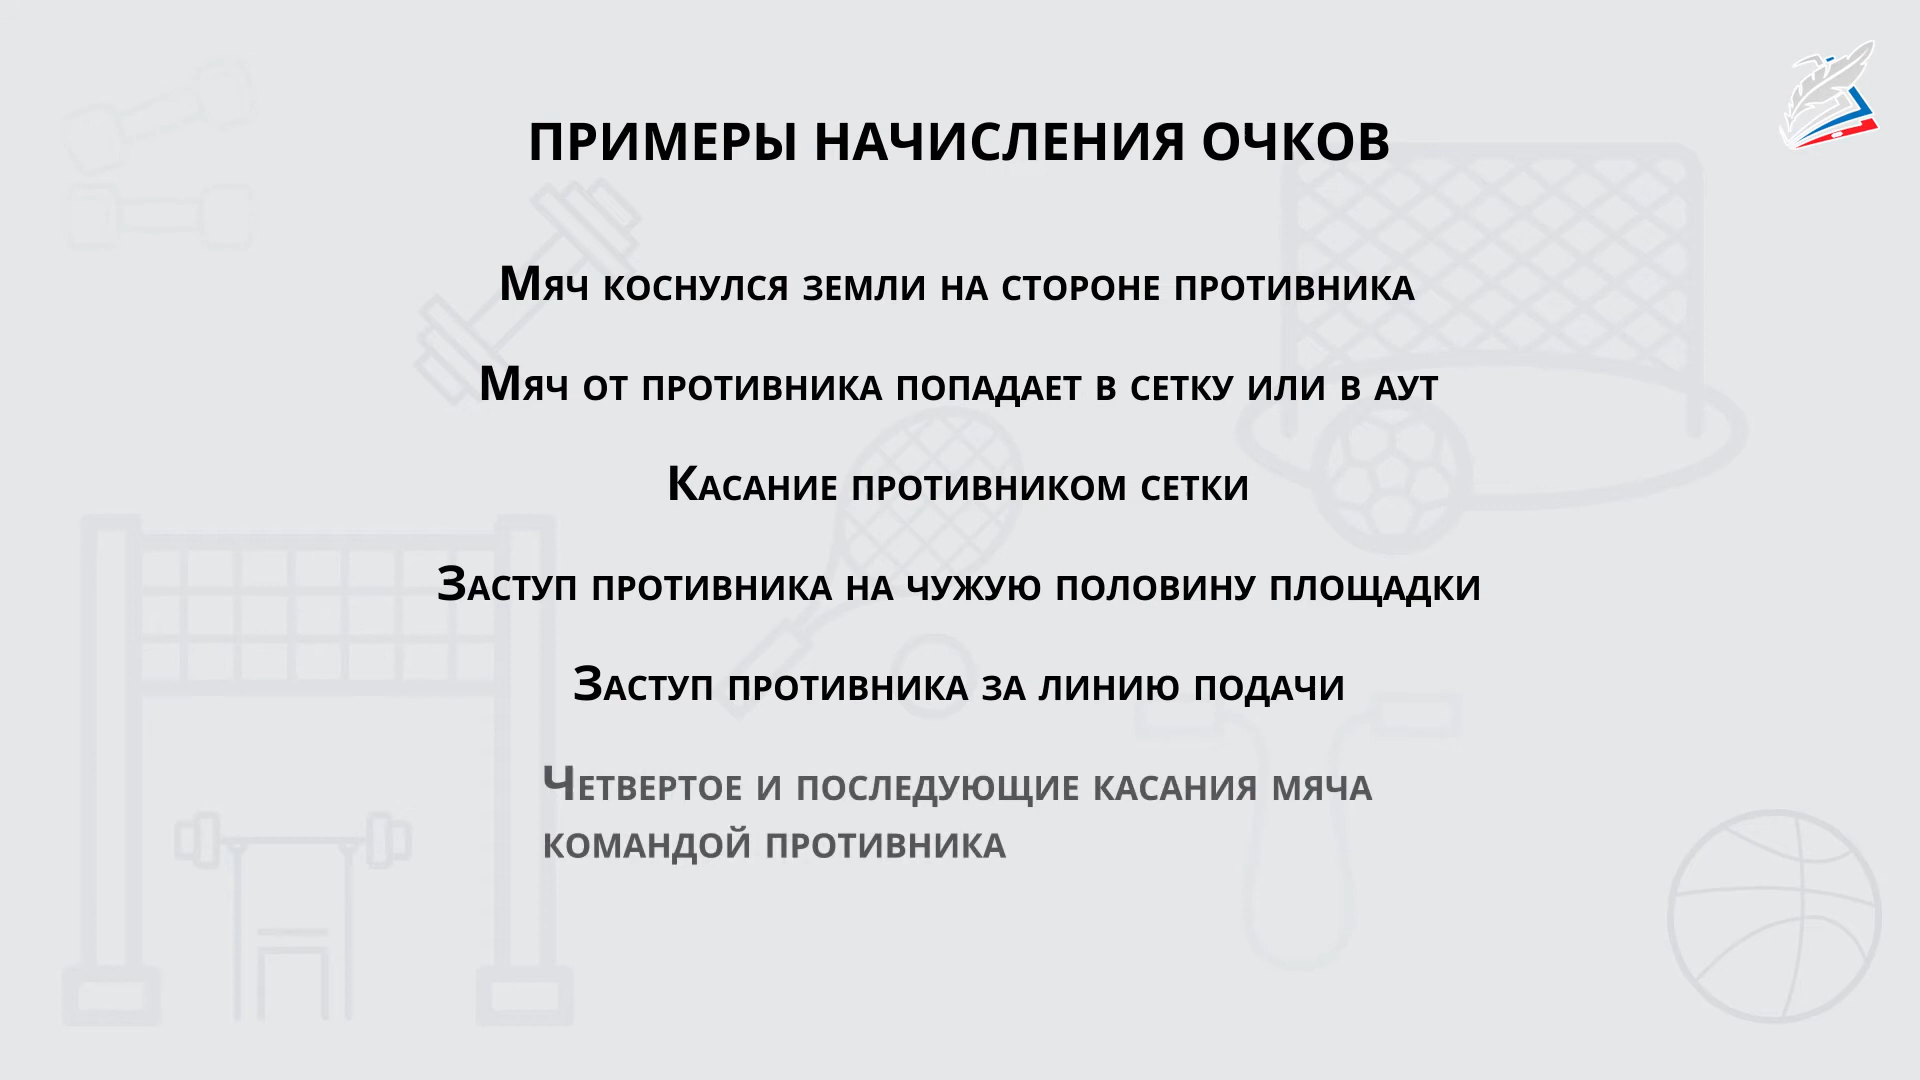 ПРИМЕРЫ НАЧИСЛЕНИЯ ОЧКОВ
Мяч коснулся земли на стороне противника
Мяч от противника попадает в сетку или в аут
Касание противником сетки
Заступ противника на чужую половину площадки
Заступ противника за линию подачи
Четвертое и последующие касания мяча
командой противника